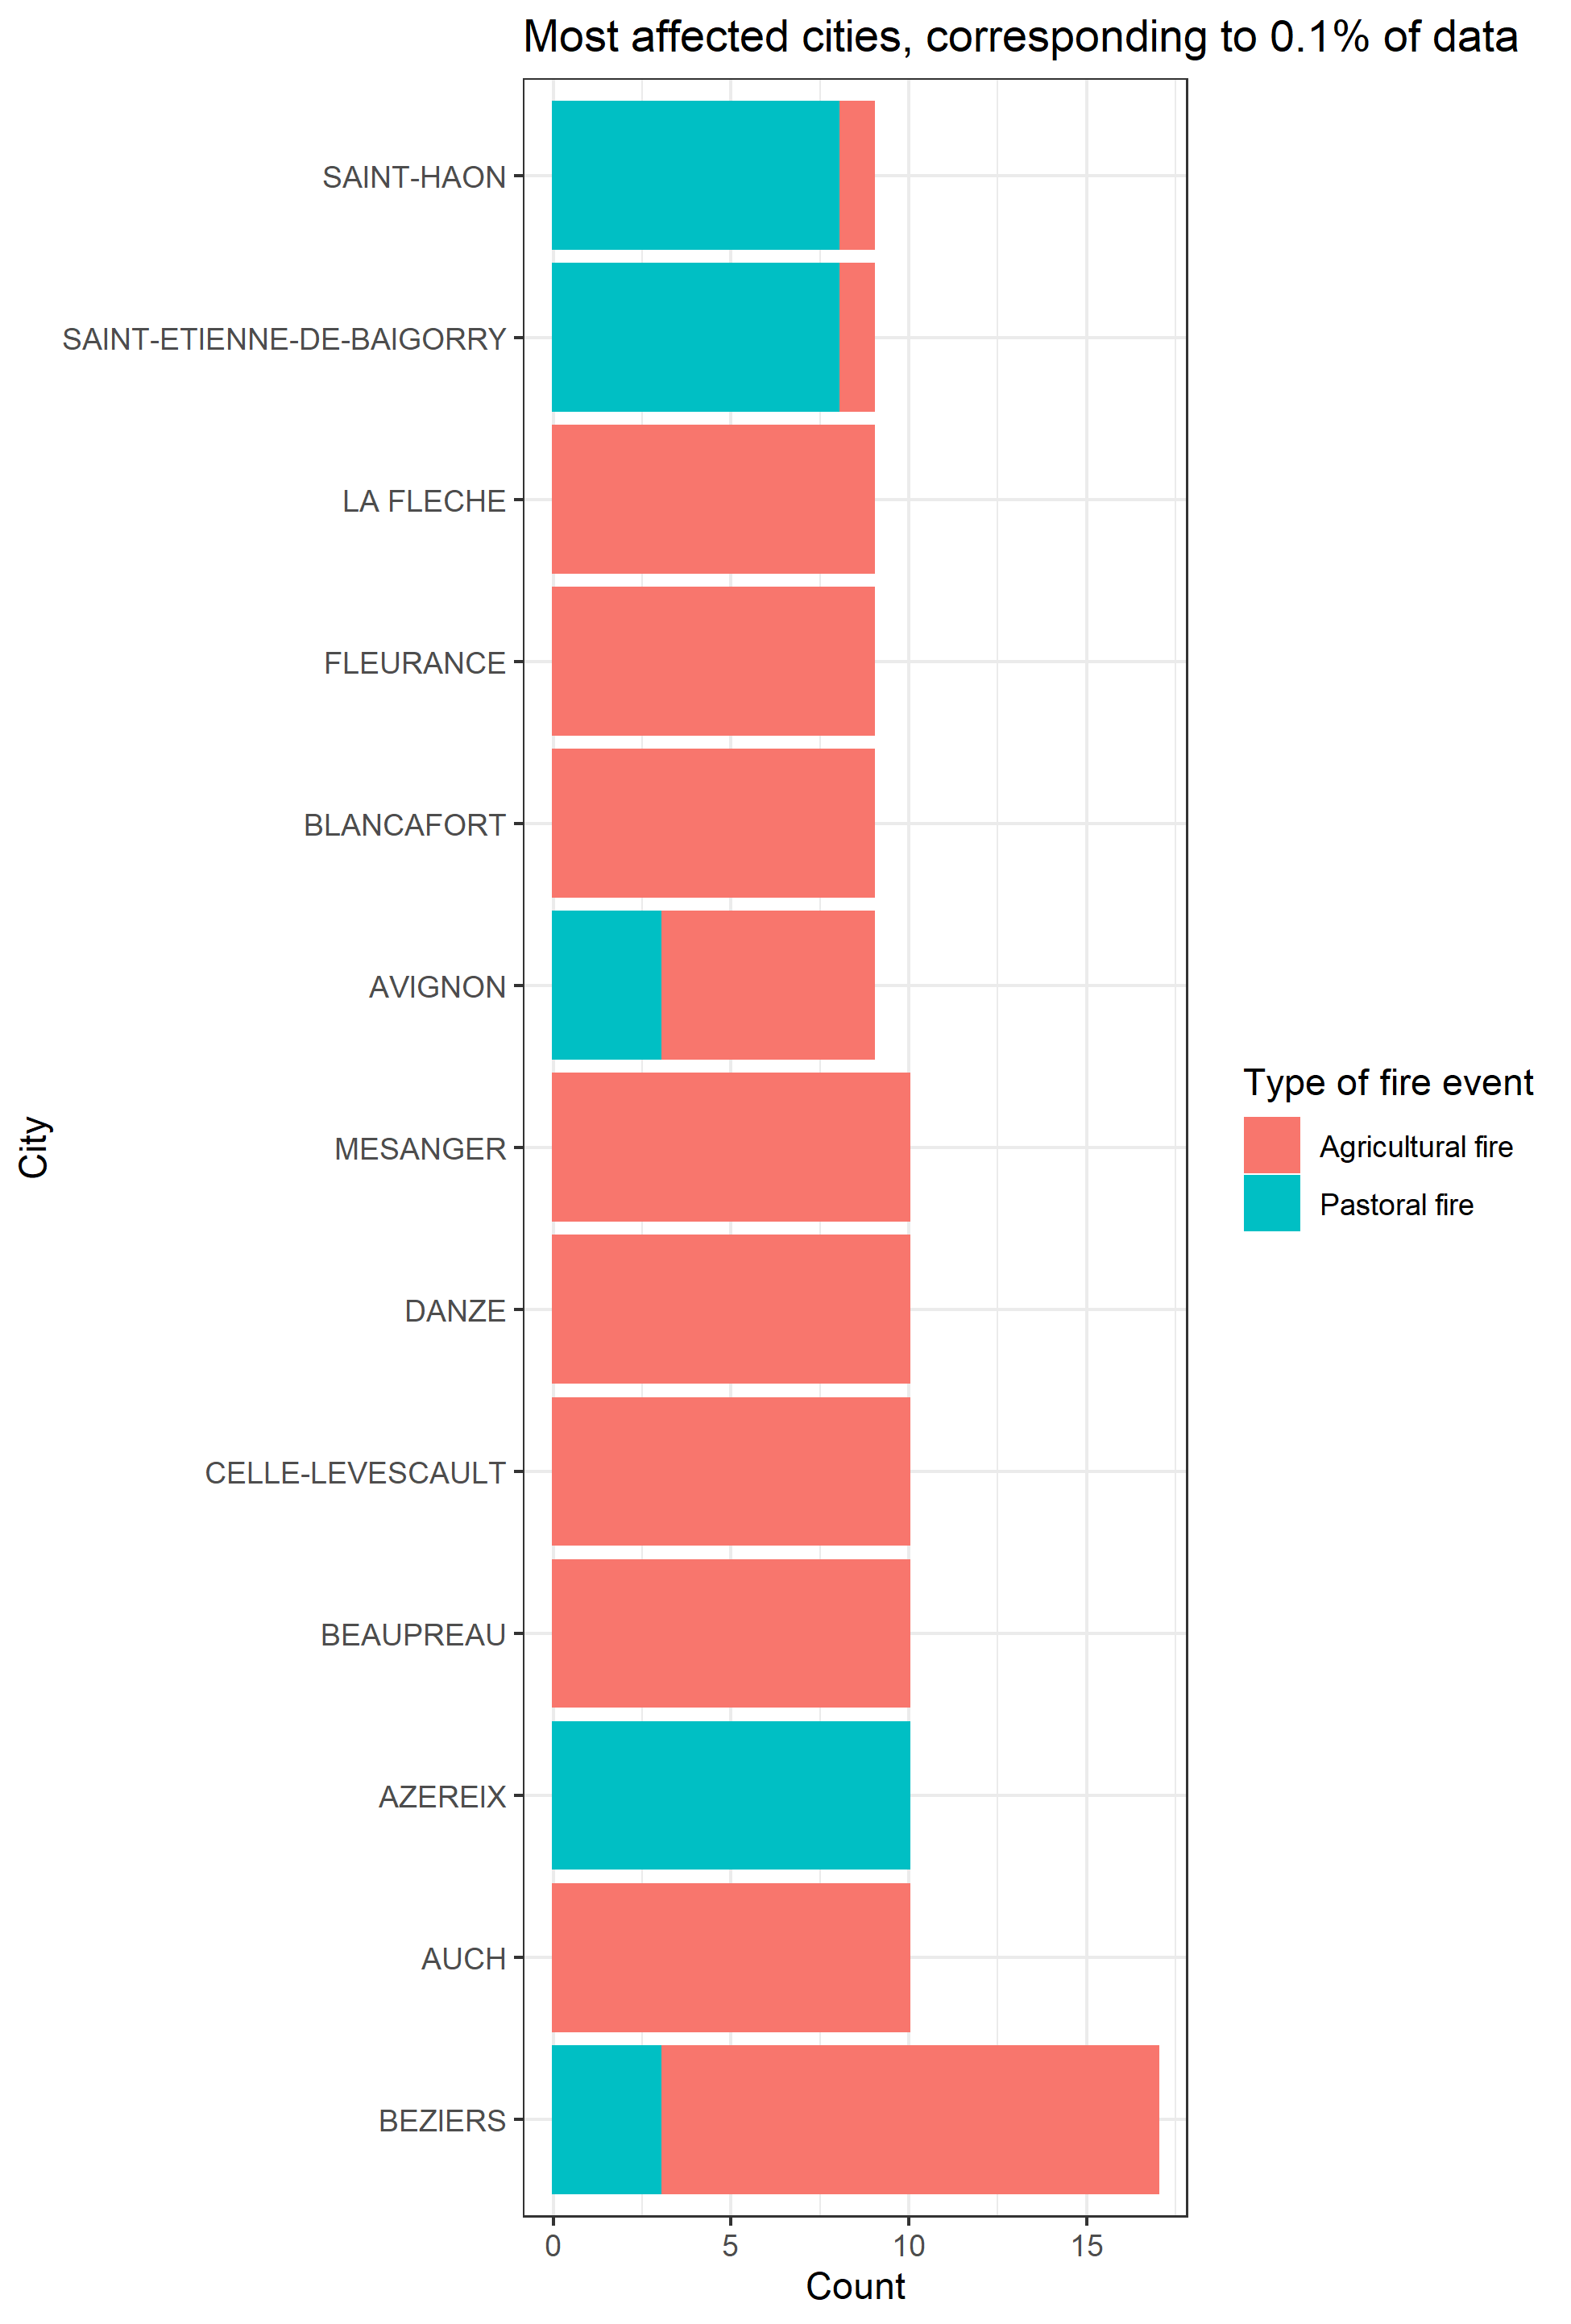 Most affected cities, corresponding to 0.1% of data
SAINT-HAON
SAINT-ETIENNE-DE-BAIGORRY
LA FLECHE
FLEURANCE
BLANCAFORT
AVIGNON
MESANGER
DANZE
CELLE-LEVESCAULT
BEAUPREAU
AZEREIX
AUCH
BEZIERS
City
0 5 10 15
Count
Type of fire event
Agricultural fire
Pastoral fire